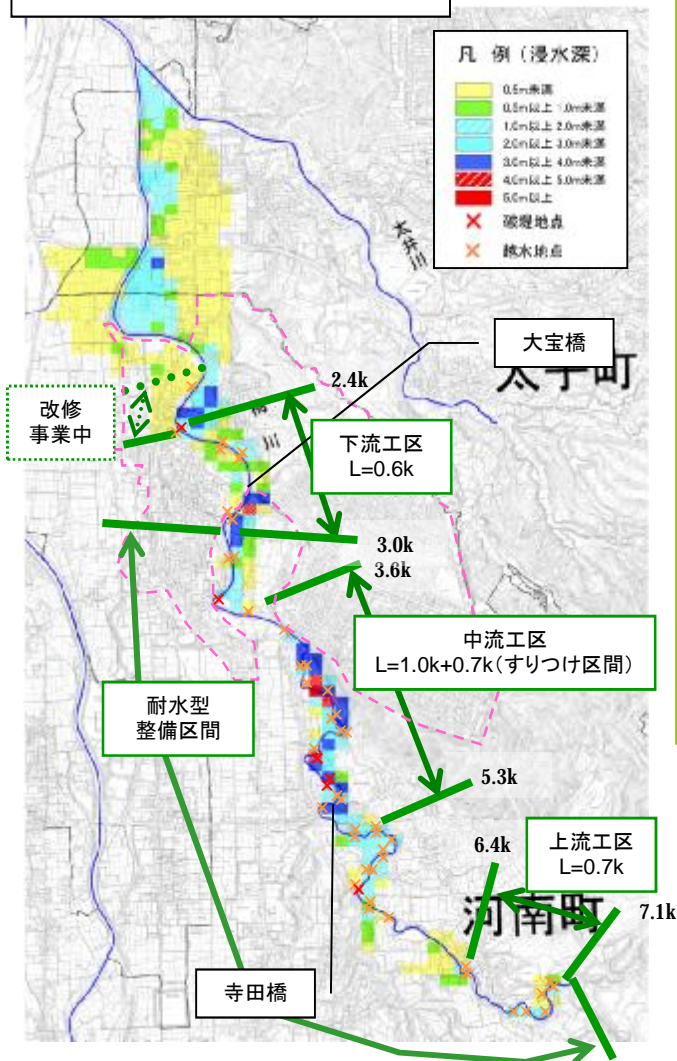 凡 例（浸水深）
0.5m未満
0.5m以上 1.0m未満
1.0m以上 2.0m未満
2.0m以上 3.0m未満
3.0m以上 4.0m未満
4.0m以上 5.0m未満
5.0m以上
破堤地点
越水地点
太井川
大宝橋
太子町
2.4k
改修
事業中
川
下流工区
L=0.6k
3.0k
3.6k
中流工区
L=1.0k+0.7k（すりつけ区間）
耐水型
整備区間
5.3k
6.4k
上流工区
L=0.7k
河南町
7.1k
寺田橋